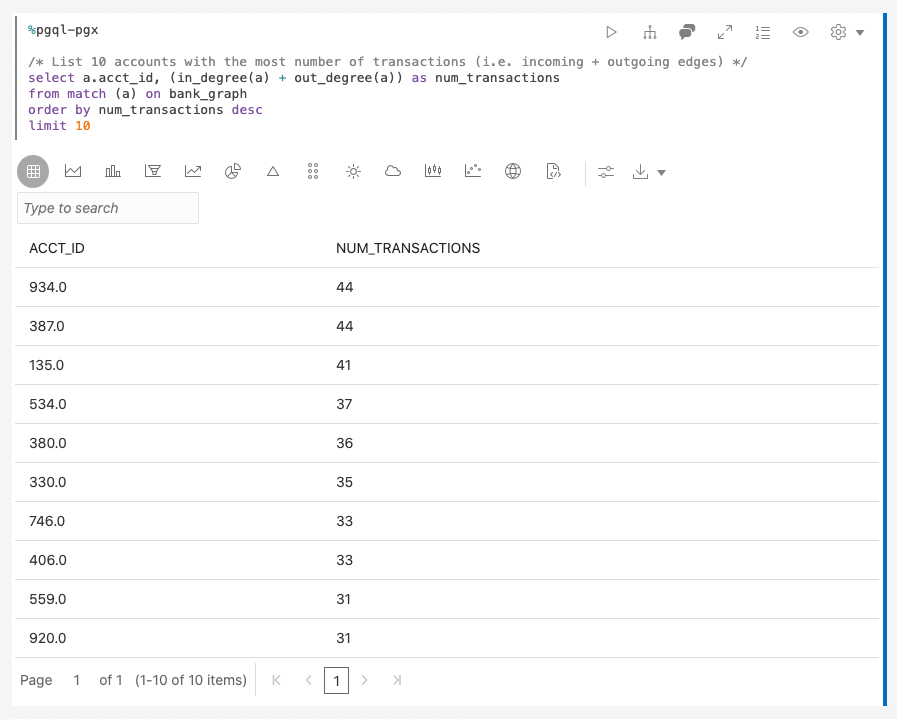 %pgql-pgx
/* List 10 accounts with the most number of transactions (i.e. incoming + outgoing edges) */
select a.acct_id, (in_degree(a) + out_degree(a)) as num_transactions
from match (a) on bank_graph
order by num_transactions desc
limit 10
Type to search
ACCT_ID NUM_TRANSACTIONS
934.0 44
387.0 44
135.0 41
534.0 37
380.0 36
330.0 35
746.0 33
406.0 33
559.0 31
920.0 31
Page 1 of 1 (1-10 of 10 items) 1